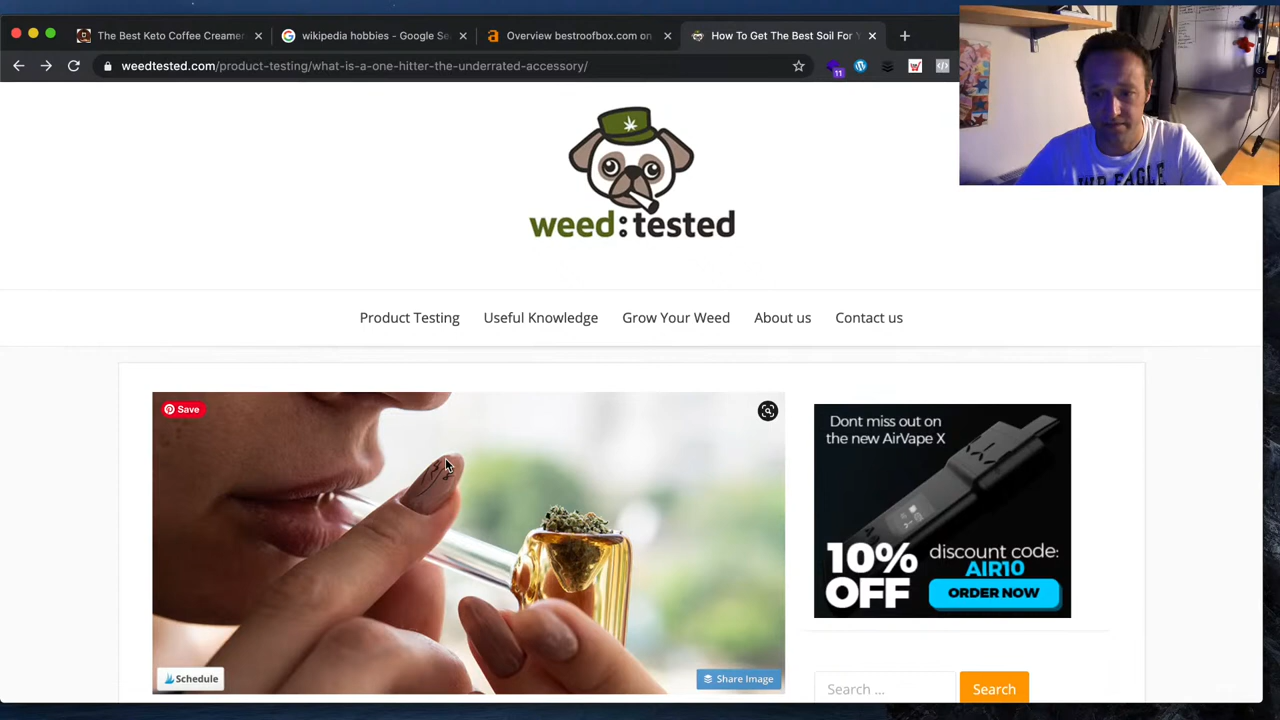 The Best Keto Coffee Creamer
wikipedia hobbies - Google Se
Overview bestroofbox.com on
How To Get The Best Soil For Y
weedtested.com/product-testing/what-is-a-one-hitter-the-underrated-accessory/
11
weed:tested
Product Testing
Useful Knowledge
Grow Your Weed
About us
Contact us
Save
Dont miss out on
the new AirVape X
10%
OFF
discount code:
AIR10
ORDER NOW
Schedule
Share Image
Search ...
Search